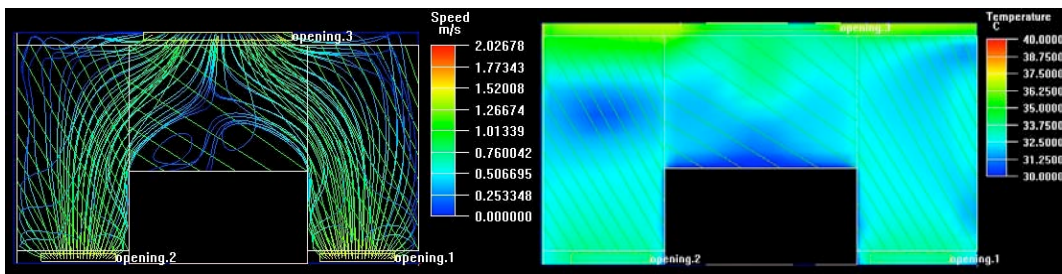 Speed
m/s
2.02678
1.77343
1.52008
1.26674
1.01339
0.760042
0.506695
0.253348
0.000000
opening.3
opening.2
opening.1
Temperature
C
40.0000
38.7500
37.5000
36.2500
35.0000
33.7500
32.5000
31.2500
30.0000
opening.3
opening.2
opening.1